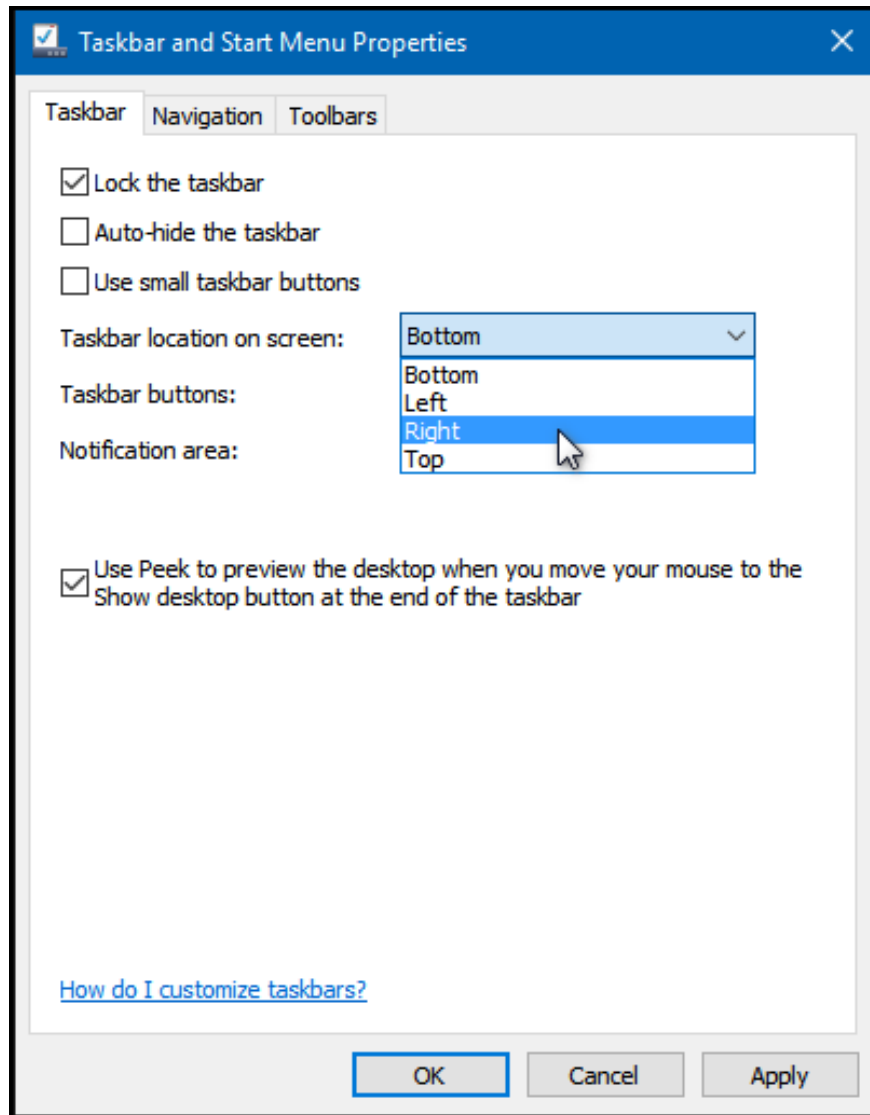 Taskbar and Start Menu Properties
Taskbar Navigation Toolbars
Lock the taskbar
Auto-hide the taskbar
Use small taskbar buttons
Taskbar location on screen: Bottom
Bottom
Taskbar buttons:
Left
Right
Notification area:
Top
Use Peek to preview the desktop when you move your mouse to the
Show desktop button at the end of the taskbar
How do I customize taskbars?
OK Cancel Apply